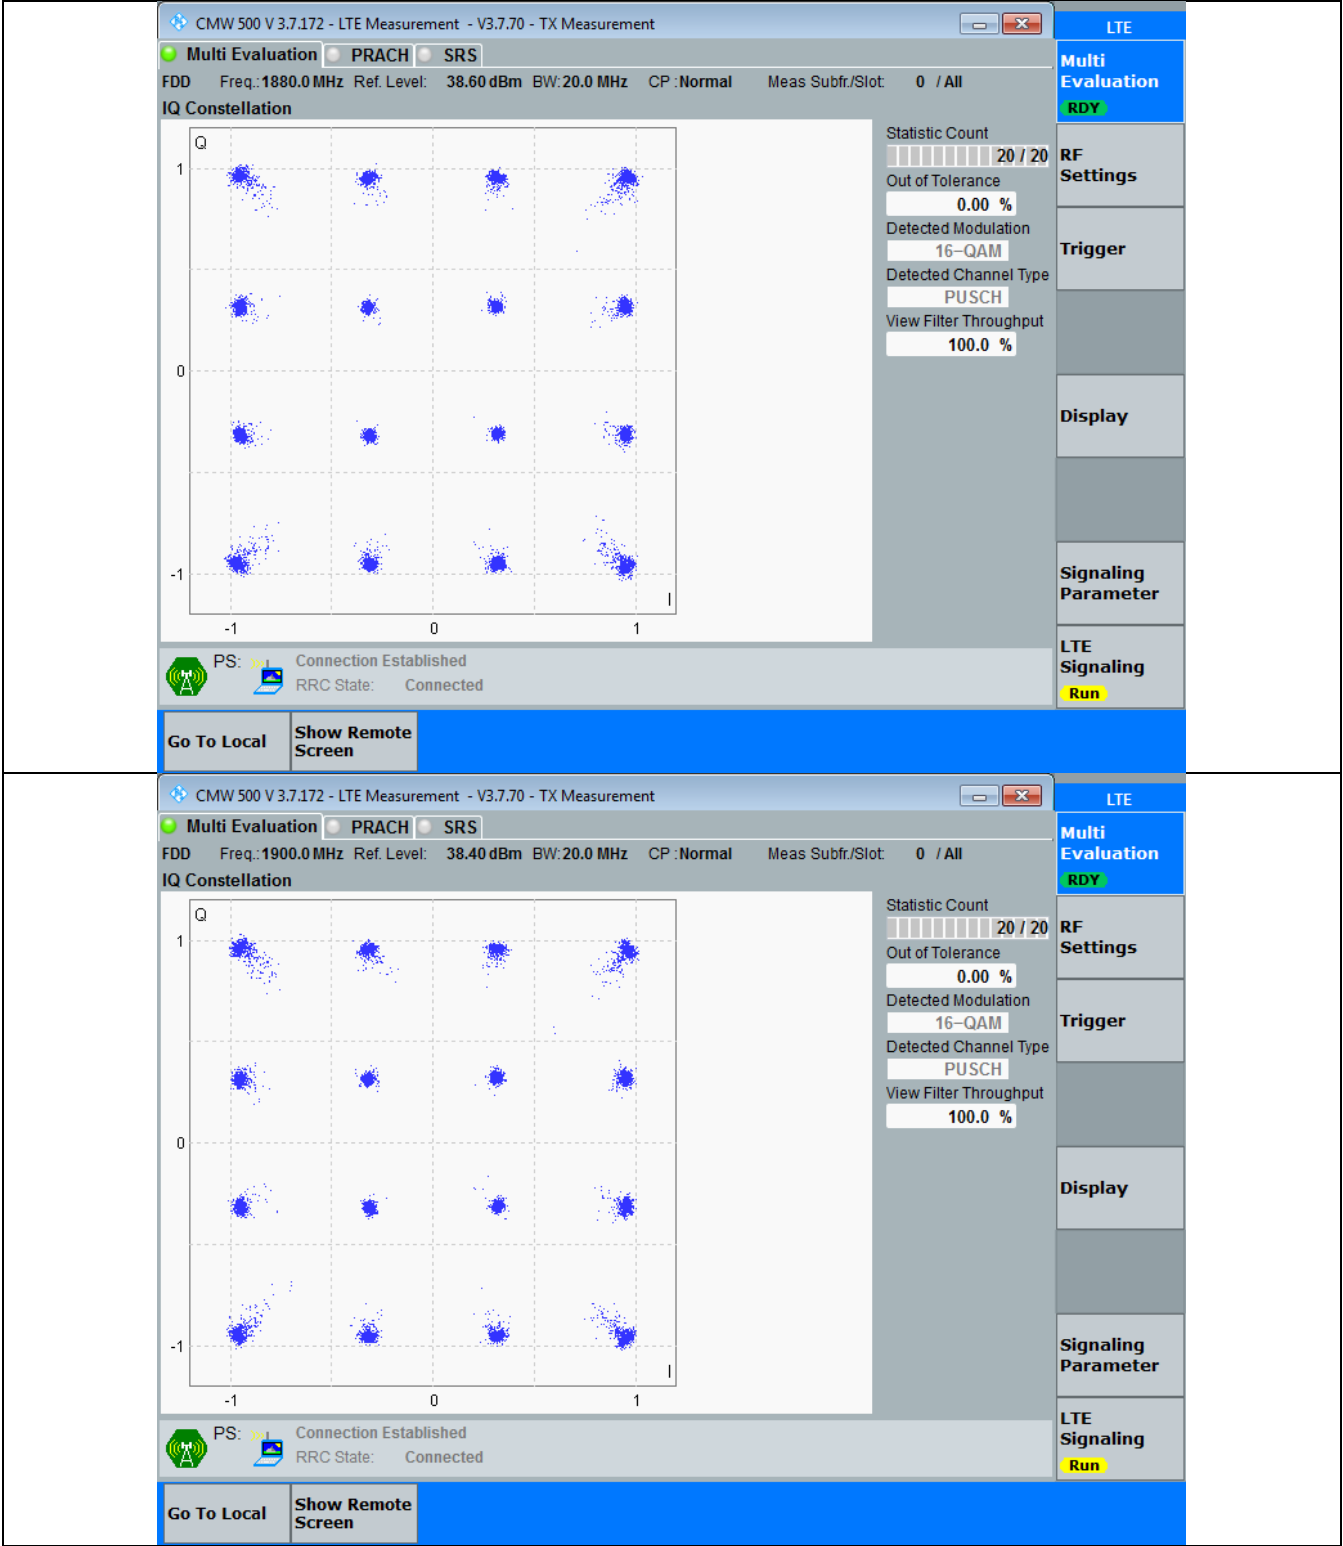 CMW 500 V 3.7.172 - LTE Measurement - V3.7.70 - TX Measurement
LTE
Multi Evaluation PRACH SRS
Multi
Evaluation
RDY
FDD Freq.: 1880.0 MHz Ref. Level: 38.60 dBm BW: 20.0 MHz CP : Normal Meas Subfr./Slot: 0 / All
IQ Constellation
Q
1
0
-1
I
-1 0 1
Statistic Count
20 / 20
Out of Tolerance
0.00 %
Detected Modulation
16-QAM
Detected Channel Type
PUSCH
View Filter Throughput
100.0 %
RF
Settings
Trigger
Display
Signaling
Parameter
LTE
Signaling
Run
PS: Connection Established
RRC State: Connected
Go To Local
Show Remote
Screen
CMW 500 V 3.7.172 - LTE Measurement - V3.7.70 - TX Measurement
LTE
Multi Evaluation PRACH SRS
Multi
Evaluation
RDY
FDD Freq.: 1900.0 MHz Ref. Level: 38.40 dBm BW: 20.0 MHz CP : Normal Meas Subfr./Slot: 0 / All
IQ Constellation
Q
1
0
-1
I
-1 0 1
Statistic Count
20 / 20
Out of Tolerance
0.00 %
Detected Modulation
16-QAM
Detected Channel Type
PUSCH
View Filter Throughput
100.0 %
RF
Settings
Trigger
Display
Signaling
Parameter
LTE
Signaling
Run
PS: Connection Established
RRC State: Connected
Go To Local
Show Remote
Screen